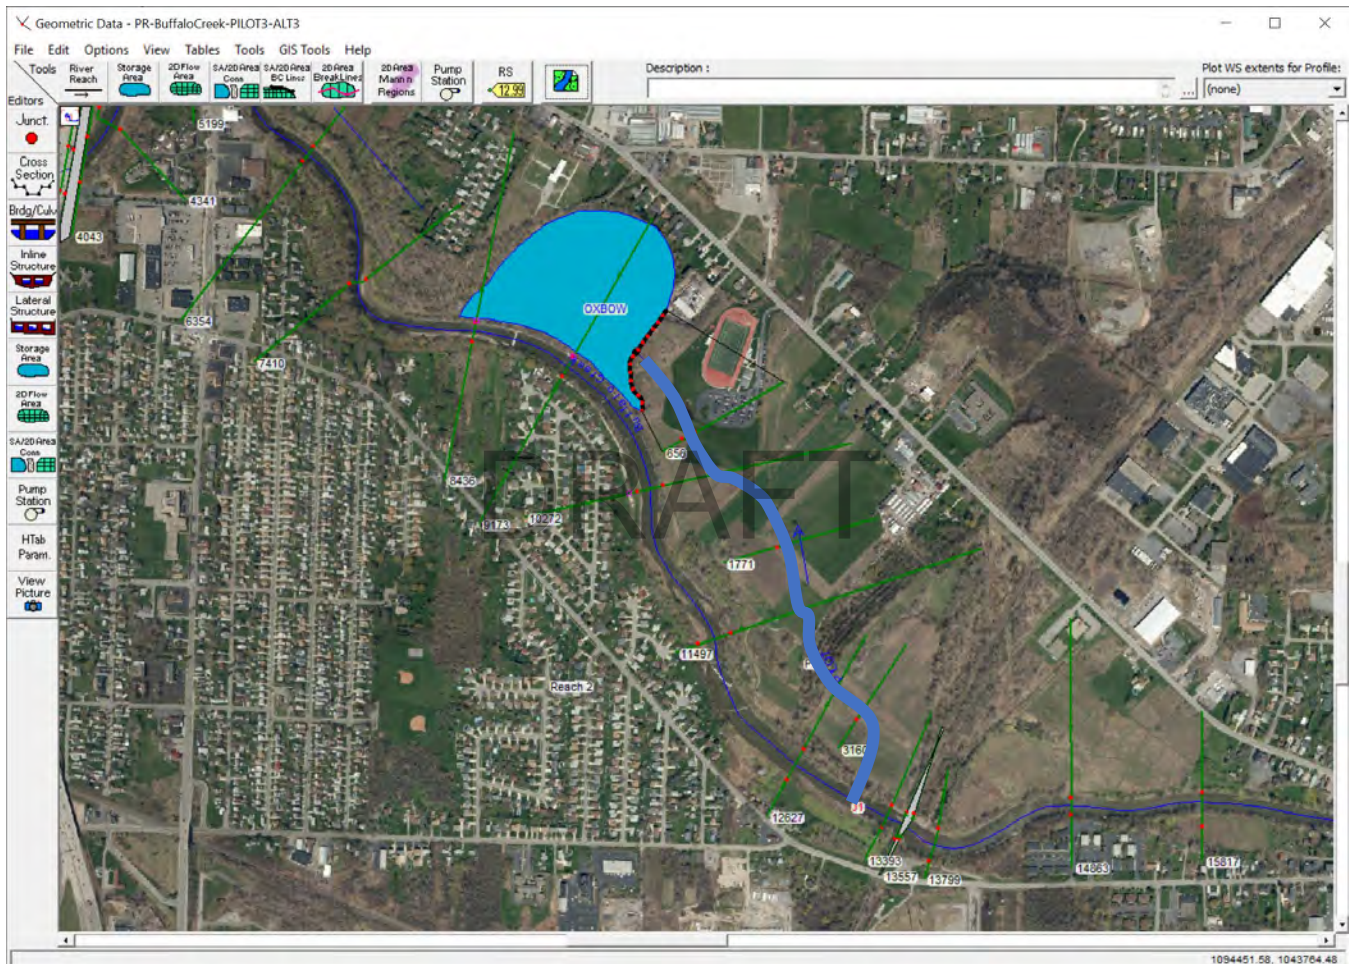 Geometric Data - PR-BuffaloCreek-PILOT3-ALT3
File Edit Options View Tables Tools GIS Tools Help
Tools
River
Reach
Storage
Area
2D Flow
Area
SA/2D Area
Conn
SA/2D Area
BC Lines
2D Area
BreakLines
2D Area
Mann n
Regions
Pump
Station
RS
12.99
Description :
...
Plot WS extents for Profile:
(none)
Editors
Junct.
Cross
Section
Brdg/Culv
Inline
Structure
Lateral
Structure
Storage
Area
2D Flow
Area
SA/2D Area
Conn
Pump
Station
HTab
Param.
View
Picture
5199
4341
4043
6354
7410
OXBOW
656
8436
9173
10272
DRAFT
1771
11497
Reach 2
3160
J1
12627
13393
13557
13799
14863
15817
1094451.58, 1043764.48